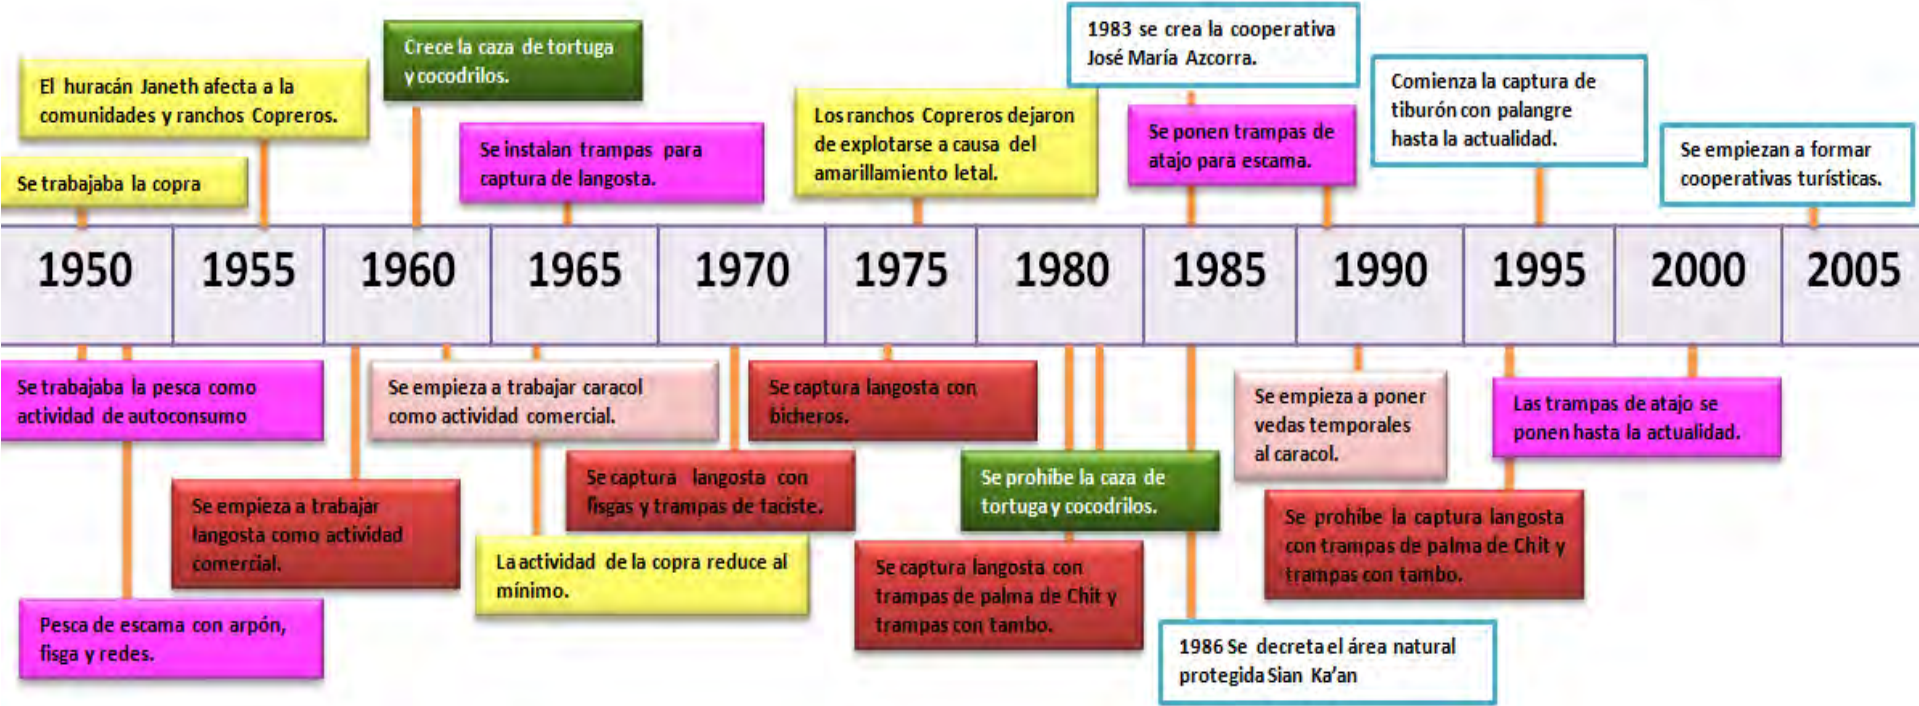 1983 se crea la cooperativa
José María Azcorra.
Crece la caza de tortuga
y cocodrilos.
El huracán Janeth afecta a la
comunidades y ranchos Copreros.
Comienza la captura de
tiburón con palangre
hasta la actualidad.
Los ranchos Copreros dejaron
de explotarse a causa del
amarillamiento letal.
Se ponen trampas de
atajo para escama.
Se instalan trampas para
captura de langosta.
Se empiezan a formar
cooperativas turísticas.
Se trabajaba la copra
1950 1955 1960 1965 1970 1975 1980 1985 1990 1995 2000 2005
Se trabajaba la pesca como
actividad de autoconsumo
Se empieza a trabajar caracol
como actividad comercial.
Se captura langosta con
bicheros.
Se empieza a poner
vedas temporales
al caracol.
Las trampas de atajo se
ponen hasta la actualidad.
Se captura langosta con
fisgas y trampas de taciste.
Se prohibe la caza de
tortuga y cocodrilos.
Se empieza a trabajar
langosta como actividad
comercial.
Se prohíbe la captura langosta
con trampas de palma de Chit y
trampas con tambo.
La actividad de la copra reduce al
mínimo.
Se captura langosta con
trampas de palma de Chit y
trampas con tambo.
Pesca de escama con arpón,
fisga y redes.
1986 Se decreta el área natural
protegida Sian Ka'an